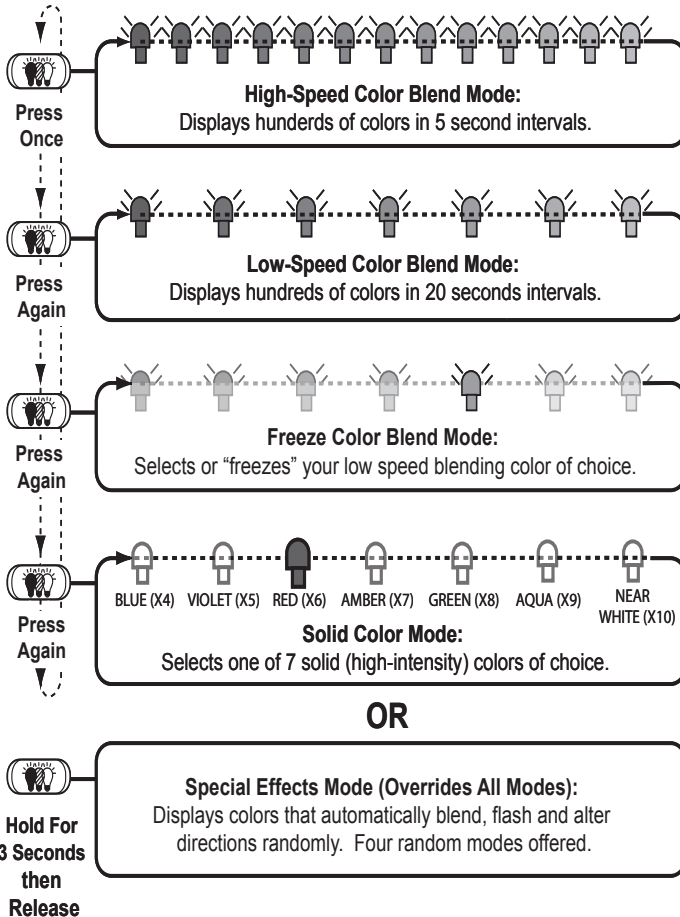 Press
Once
High-Speed Color Blend Mode:
Displays hunderds of colors in 5 second intervals.
Press
Again
Low-Speed Color Blend Mode:
Displays hundreds of colors in 20 seconds intervals.
Press
Again
Freeze Color Blend Mode:
Selects or “freezes” your low speed blending color of choice.
Press
Again
BLUE (X4) VIOLET (X5) RED (X6) AMBER (X7) GREEN (X8) AQUA (X9) NEAR
WHITE (X10)
Solid Color Mode:
Selects one of 7 solid (high-intensity) colors of choice.
OR
Hold For
3 Seconds
then
Release
Special Effects Mode (Overrides All Modes):
Displays colors that automatically blend, flash and alter
directions randomly. Four random modes offered.